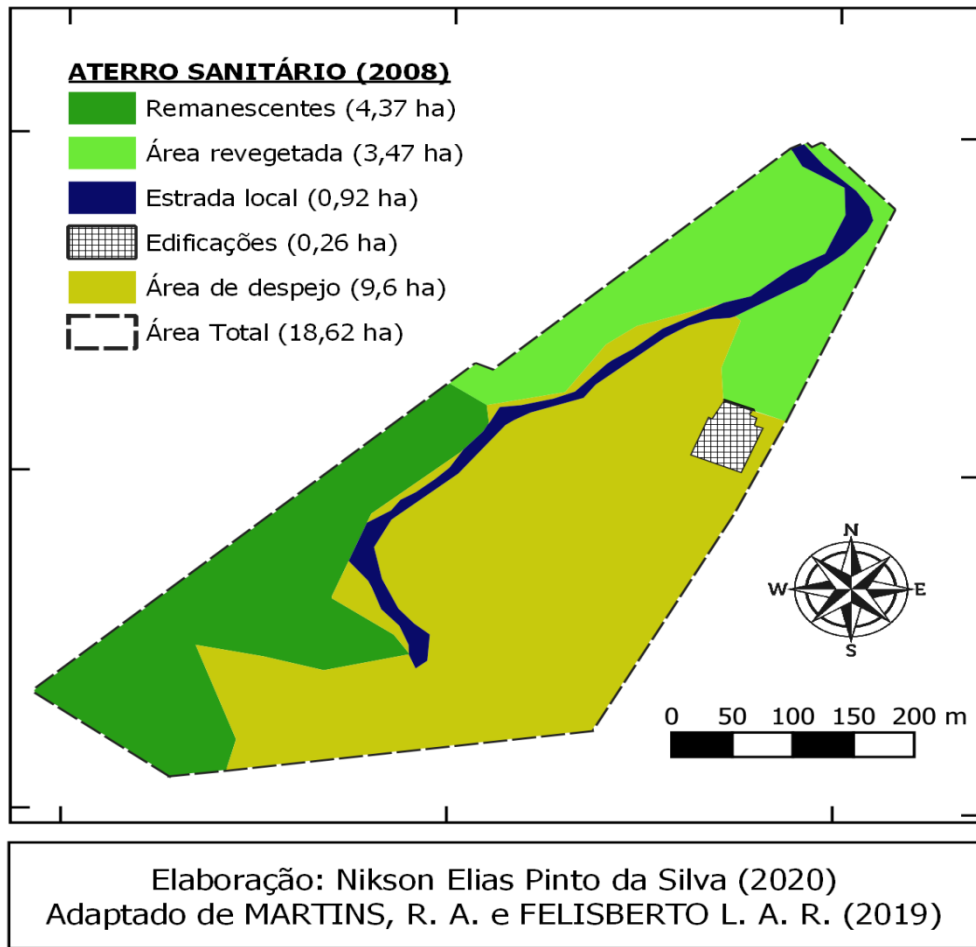 ATERRO SANITÁRIO (2008)
Remanescentes (4,37 ha)
Área revegetada (3,47 ha)
Estrada local (0,92 ha)
Edificações (0,26 ha)
Área de despejo (9,6 ha)
Área Total (18,62 ha)
N
W E
S
0 50 100 150 200 m
Elaboração: Nikson Elias Pinto da Silva (2020)
Adaptado de MARTINS, R. A. e FELISBERTO L. A. R. (2019)